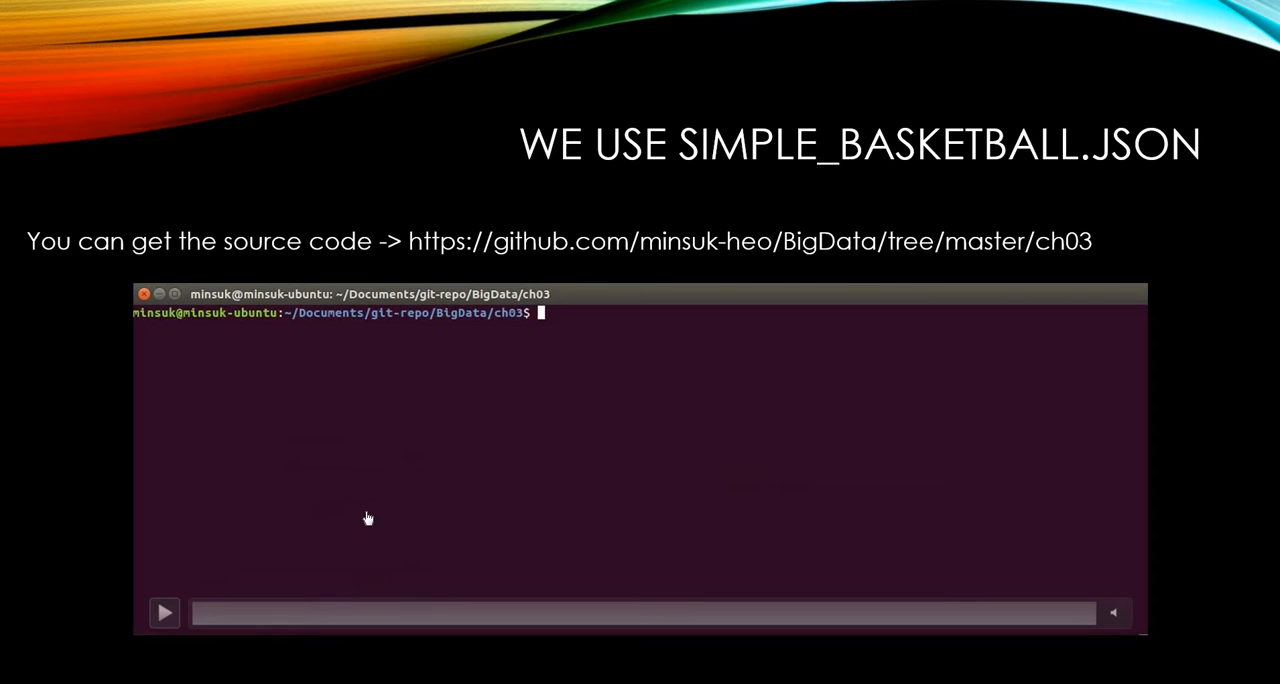 WE USE SIMPLE_BASKETBALL.JSON
You can get the source code -> https://github.com/minsuk-heo/BigData/tree/master/ch03
minsuk@minsuk-ubuntu: ~/Documents/git-repo/BigData/ch03
minsuk@minsuk-ubuntu:~/Documents/git-repo/BigData/ch03$